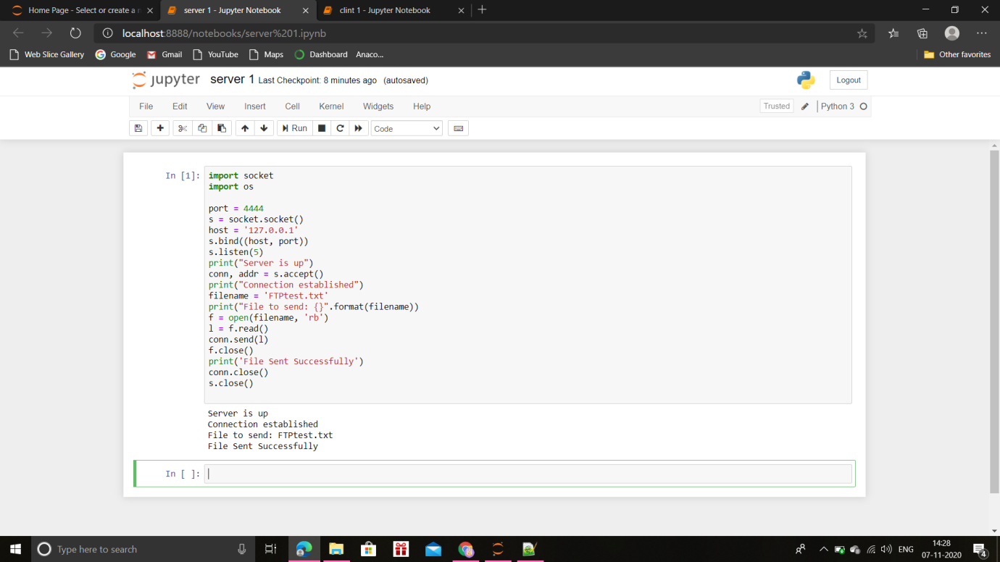 Home Page - Select or create a n
server 1 - Jupyter Notebook
clint 1 - Jupyter Notebook
localhost:8888/notebooks/server%201.ipynb
Web Slice Gallery
Google
Gmail
YouTube
Maps
Dashboard
Anaco...
Other favorites
jupyter
server 1 Last Checkpoint: 8 minutes ago (autosaved)
Logout
File Edit View Insert Cell Kernel Widgets Help
Trusted
Python 3
Run
Code
In [1]:
import socket
import os
port = 4444
s = socket.socket()
host = '127.0.0.1'
s.bind((host, port))
s.listen(5)
print("Server is up")
conn, addr = s.accept()
print("Connection established")
filename = 'FTPtest.txt'
print("File to send: {}".format(filename))
f = open(filename, 'rb')
l = f.read()
conn.send(l)
f.close()
print('File Sent Successfully')
conn.close()
s.close()
Server is up
Connection established
File to send: FTPtest.txt
File Sent Successfully
In [ ]:
Type here to search
ENG
14:28
07-11-2020
4